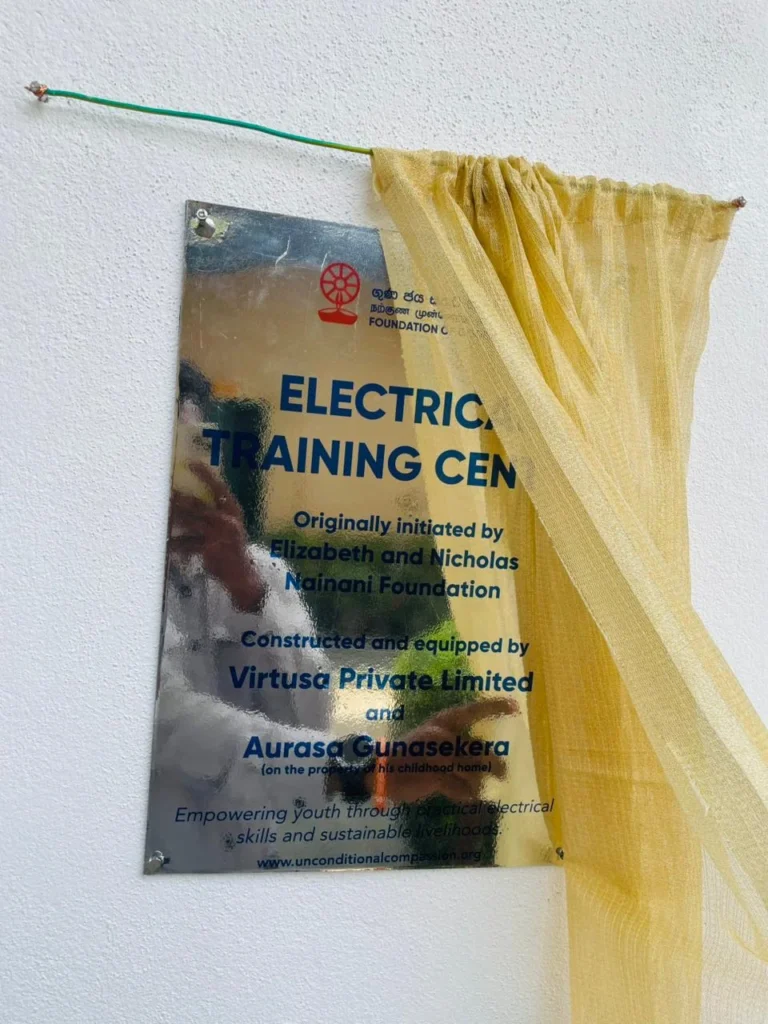 ගුණ ජය
நற்குண
FOUNDATION
ELECTRICA
TRAINING CEN
Originally initiated by
Elizabeth and Nicholas
Nainani Foundation
Constructed and equipped by
Virtusa Private Limited
and
Aurasa Gunasekera
(on the property of his childhood home)
Empowering youth through practical electrical
skills and sustainable livelihoods.
www.unconditionalcompassion.org